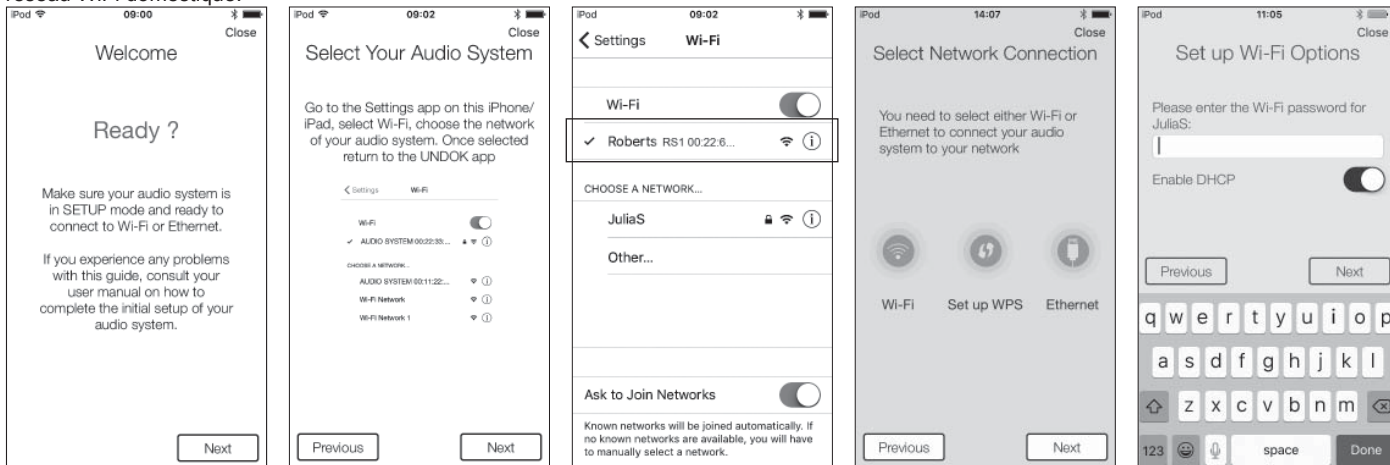 réseau Wi-Fi domestique.
iPod 09:00
Close
Welcome
Ready ?
Make sure your audio system is
in SETUP mode and ready to
connect to Wi-Fi or Ethernet.
If you experience any problems
with this guide, consult your
user manual on how to
complete the initial setup of your
audio system.
Next
iPod 09:02
Close
Select Your Audio System
Go to the Settings app on this iPhone/
iPad, select Wi-Fi, choose the network
of your audio system. Once selected
return to the UNDOK app
Settings Wi-Fi
Wi-Fi
AUDIO SYSTEM 00:22:33:...
CHOOSE A NETWORK...
AUDIO SYSTEM 00:11:22:...
Wi-Fi Network
Wi-Fi Network 1
Previous Next
iPod 09:02
Settings Wi-Fi
Wi-Fi
Roberts RS1 00:22:6...
CHOOSE A NETWORK...
JuliaS
Other...
Ask to Join Networks
Known networks will be joined automatically. If
no known networks are available, you will have
to manually select a network.
iPod 14:07
Close
Select Network Connection
You need to select either Wi-Fi or
Ethernet to connect your audio
system to your network
Wi-Fi Set up WPS Ethernet
Previous Next
iPod 11:05
Close
Set up Wi-Fi Options
Please enter the Wi-Fi password for
JuliaS:
Enable DHCP
Previous Next
q w e r t y u i o p
a s d f g h j k l
z x c v b n m
123 space Done